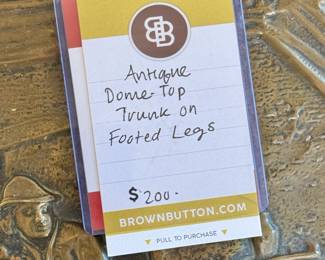 BB
Antique
Dome-Top
Trunk on
Footed Legs
$200.-
BROWNBUTTON.COM
▼ PULL TO PURCHASE ▼